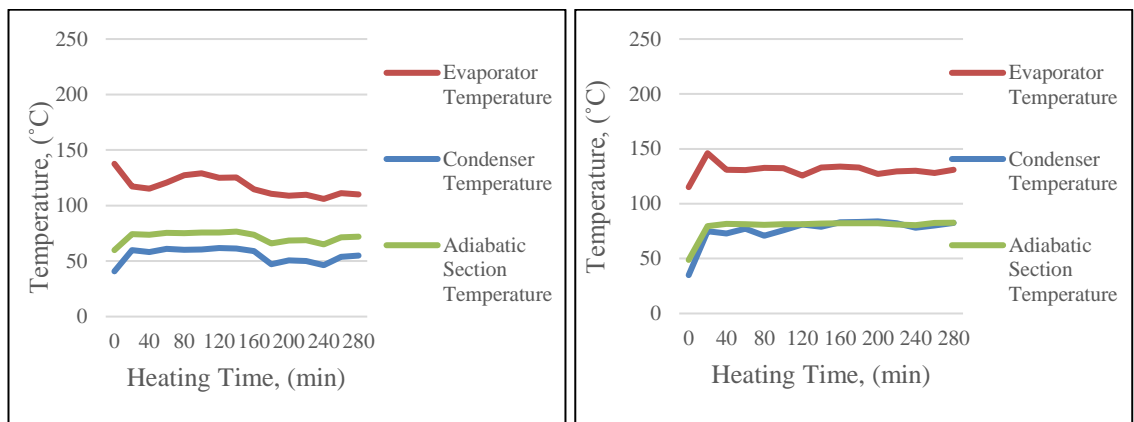 250
200
150
100
50
0
Temperature, (˚C)
0 40 80 120 160 200 240 280
Heating Time, (min)
Evaporator
Temperature
Condenser
Temperature
Adiabatic
Section
Temperature
250
200
150
100
50
0
Temperature, (˚C)
0 40 80 120 160 200 240 280
Heating Time, (min)
Evaporator
Temperature
Condenser
Temperature
Adiabatic
Section
Temperature